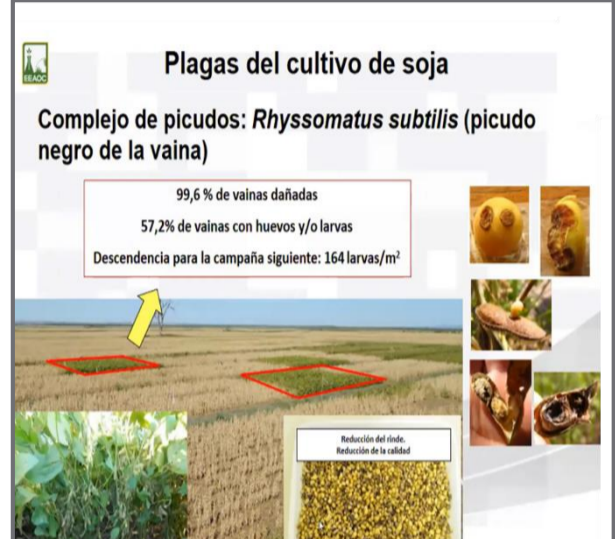 EEAOC
Plagas del cultivo de soja
Complejo de picudos: Rhyssomatus subtilis (picudo
negro de la vaina)
99,6 % de vainas dañadas
57,2% de vainas con huevos y/o larvas
Descendencia para la campaña siguiente: 164 larvas/m²
Reducción del rinde.
Reducción de la calidad